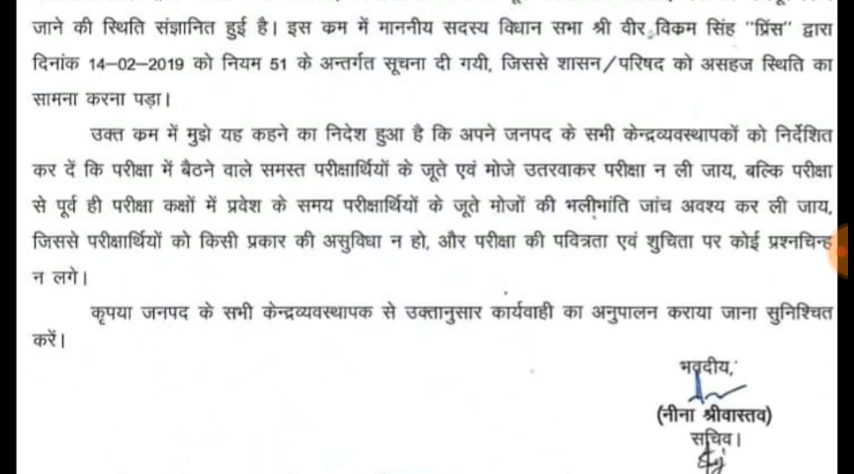 जाने की स्थिति संज्ञानित हुई है। इस कम में माननीय सदस्य विधान सभा श्री वीर विकम सिंह "प्रिंस" द्वारा
दिनांक 14-02-2019 को नियम 51 के अन्तर्गत सूचना दी गयी, जिससे शासन/परिषद को असहज स्थिति का
सामना करना पड़ा।
उक्त कम में मुझे यह कहने का निदेश हुआ है कि अपने जनपद के सभी केन्द्रव्यवस्थापकों को निर्देशित
कर दें कि परीक्षा में बैठने वाले समस्त परीक्षार्थियों के जूते एवं मोजे उतरवाकर परीक्षा न ली जाय, बल्कि परीक्षा
से पूर्व ही परीक्षा कक्षों में प्रवेश के समय परीक्षार्थियों के जूते मोजों की भलीभांति जांच अवश्य कर ली जाय,
जिससे परीक्षार्थियों को किसी प्रकार की असुविधा न हो, और परीक्षा की पवित्रता एवं शुचिता पर कोई प्रश्नचिन्ह
न लगे।
कृपया जनपद के सभी केन्द्रव्यवस्थापक से उक्तानुसार कार्यवाही का अनुपालन कराया जाना सुनिश्चित
करें।
भवदीय,
(नीना श्रीवास्तव)
सचिव।